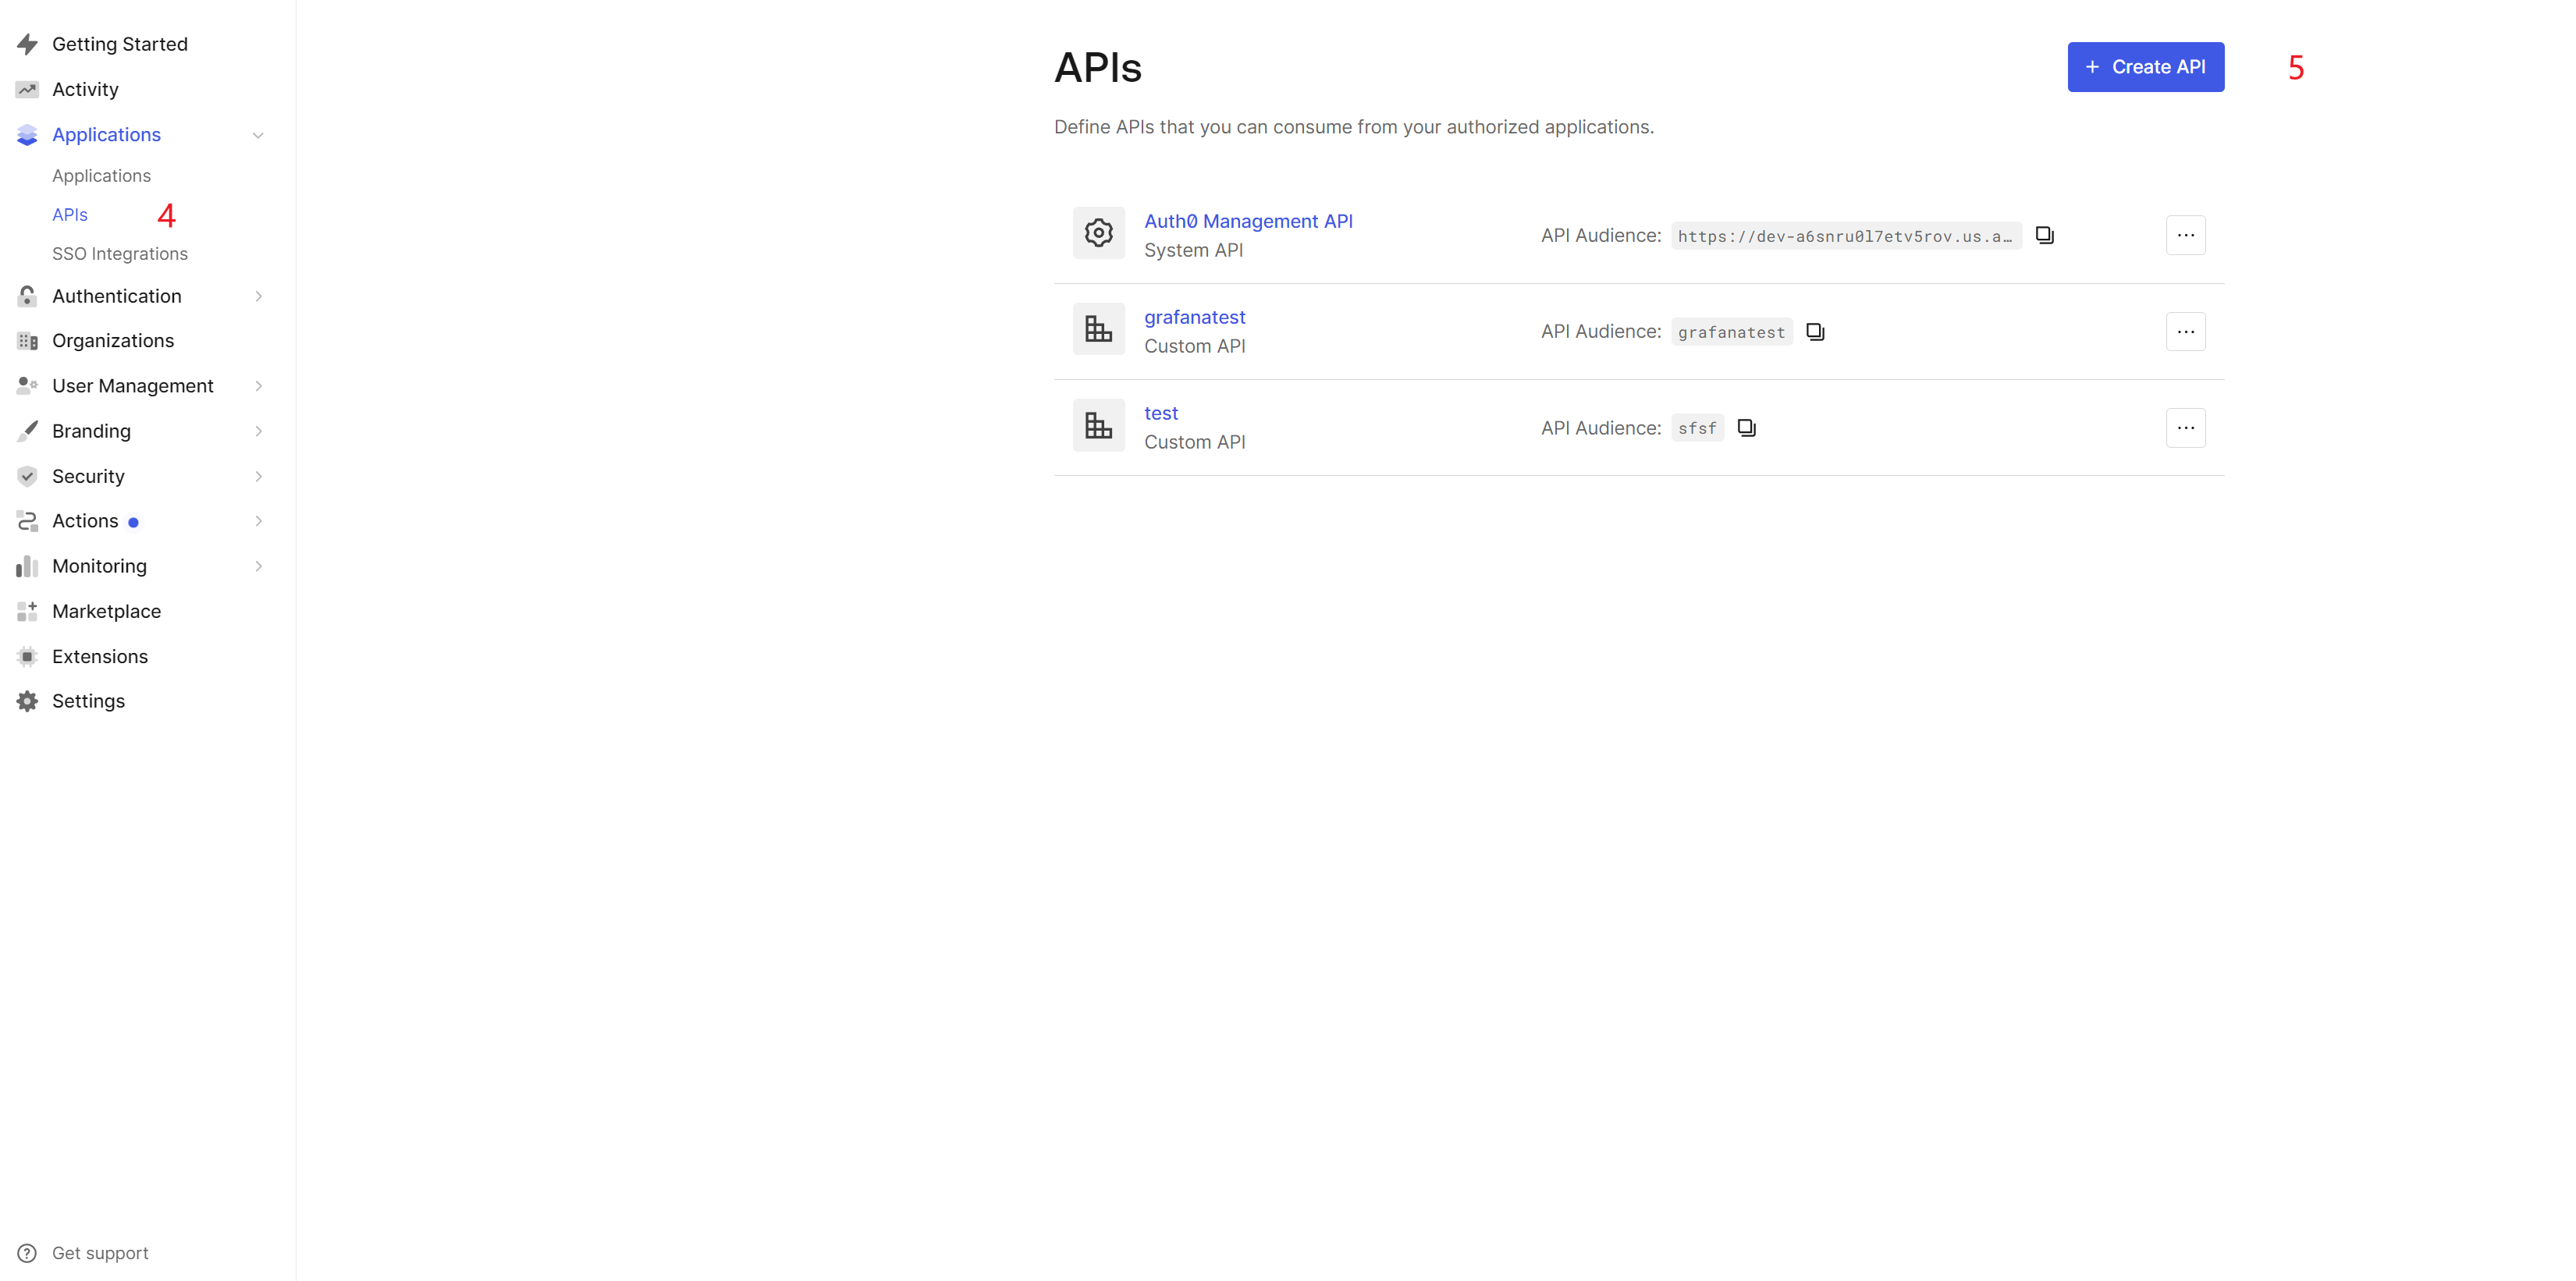 Getting Started
Activity
Applications
Applications
APIs 4
SSO Integrations
Authentication
Organizations
User Management
Branding
Security
Actions
Monitoring
Marketplace
Extensions
Settings
Get support
APIs
+ Create API 5
Define APIs that you can consume from your authorized applications.
Auth0 Management API
System API
API Audience: https://dev-a6snru0l7etv5rov.us.a…
grafanatest
Custom API
API Audience: grafanatest
test
Custom API
API Audience: sfsf